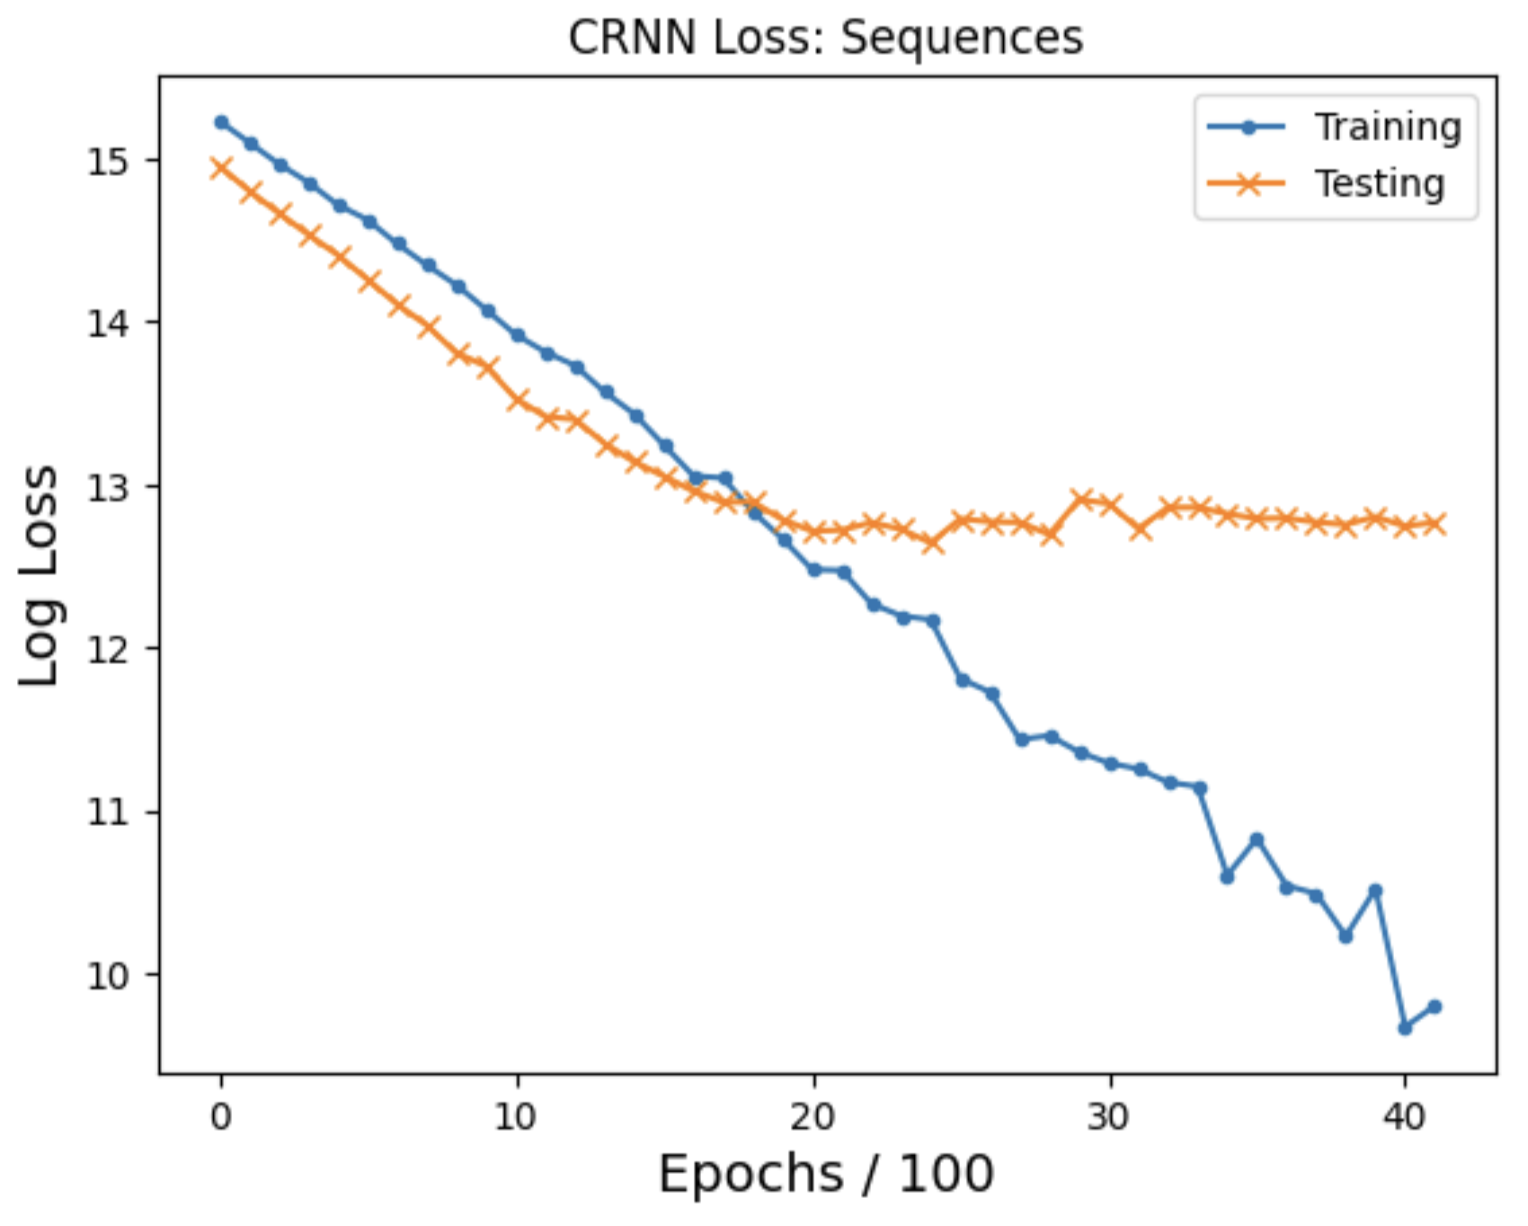 CRNN Loss: Sequences
Training
Testing
Log Loss
15
14
13
12
11
10
0 10 20 30 40
Epochs / 100